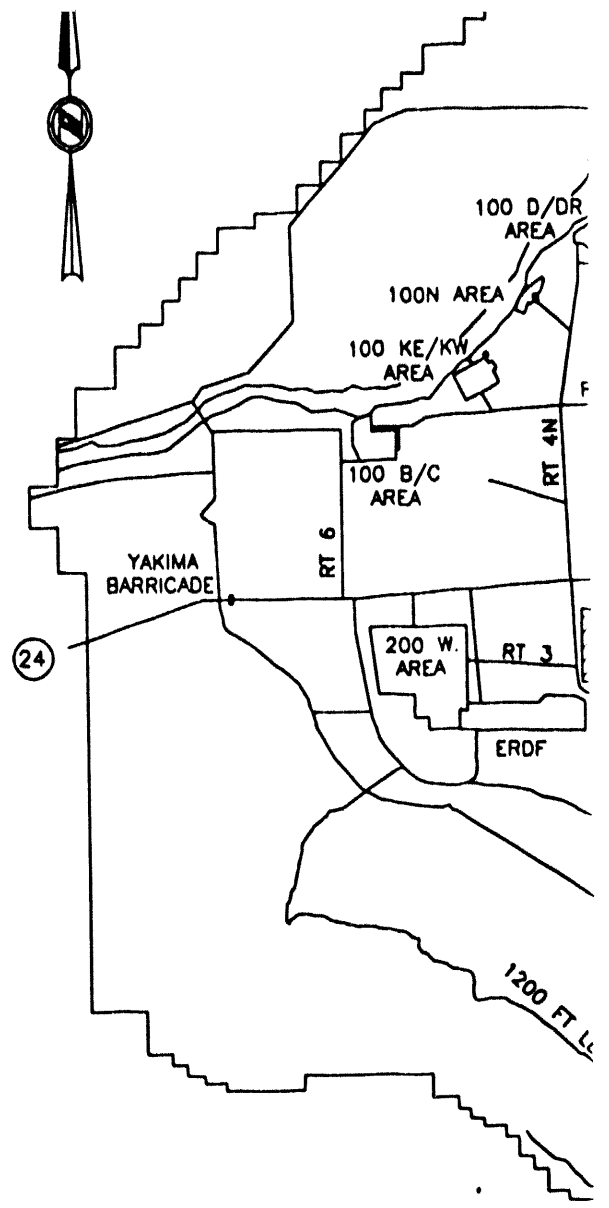 100 D/DR
AREA
100N AREA
100 KE/KW
AREA
F
RT 4N
100 B/C
AREA
RT 6
YAKIMA
BARRICADE
24
200 W.
AREA
RT 3
ERDF
1200 FT